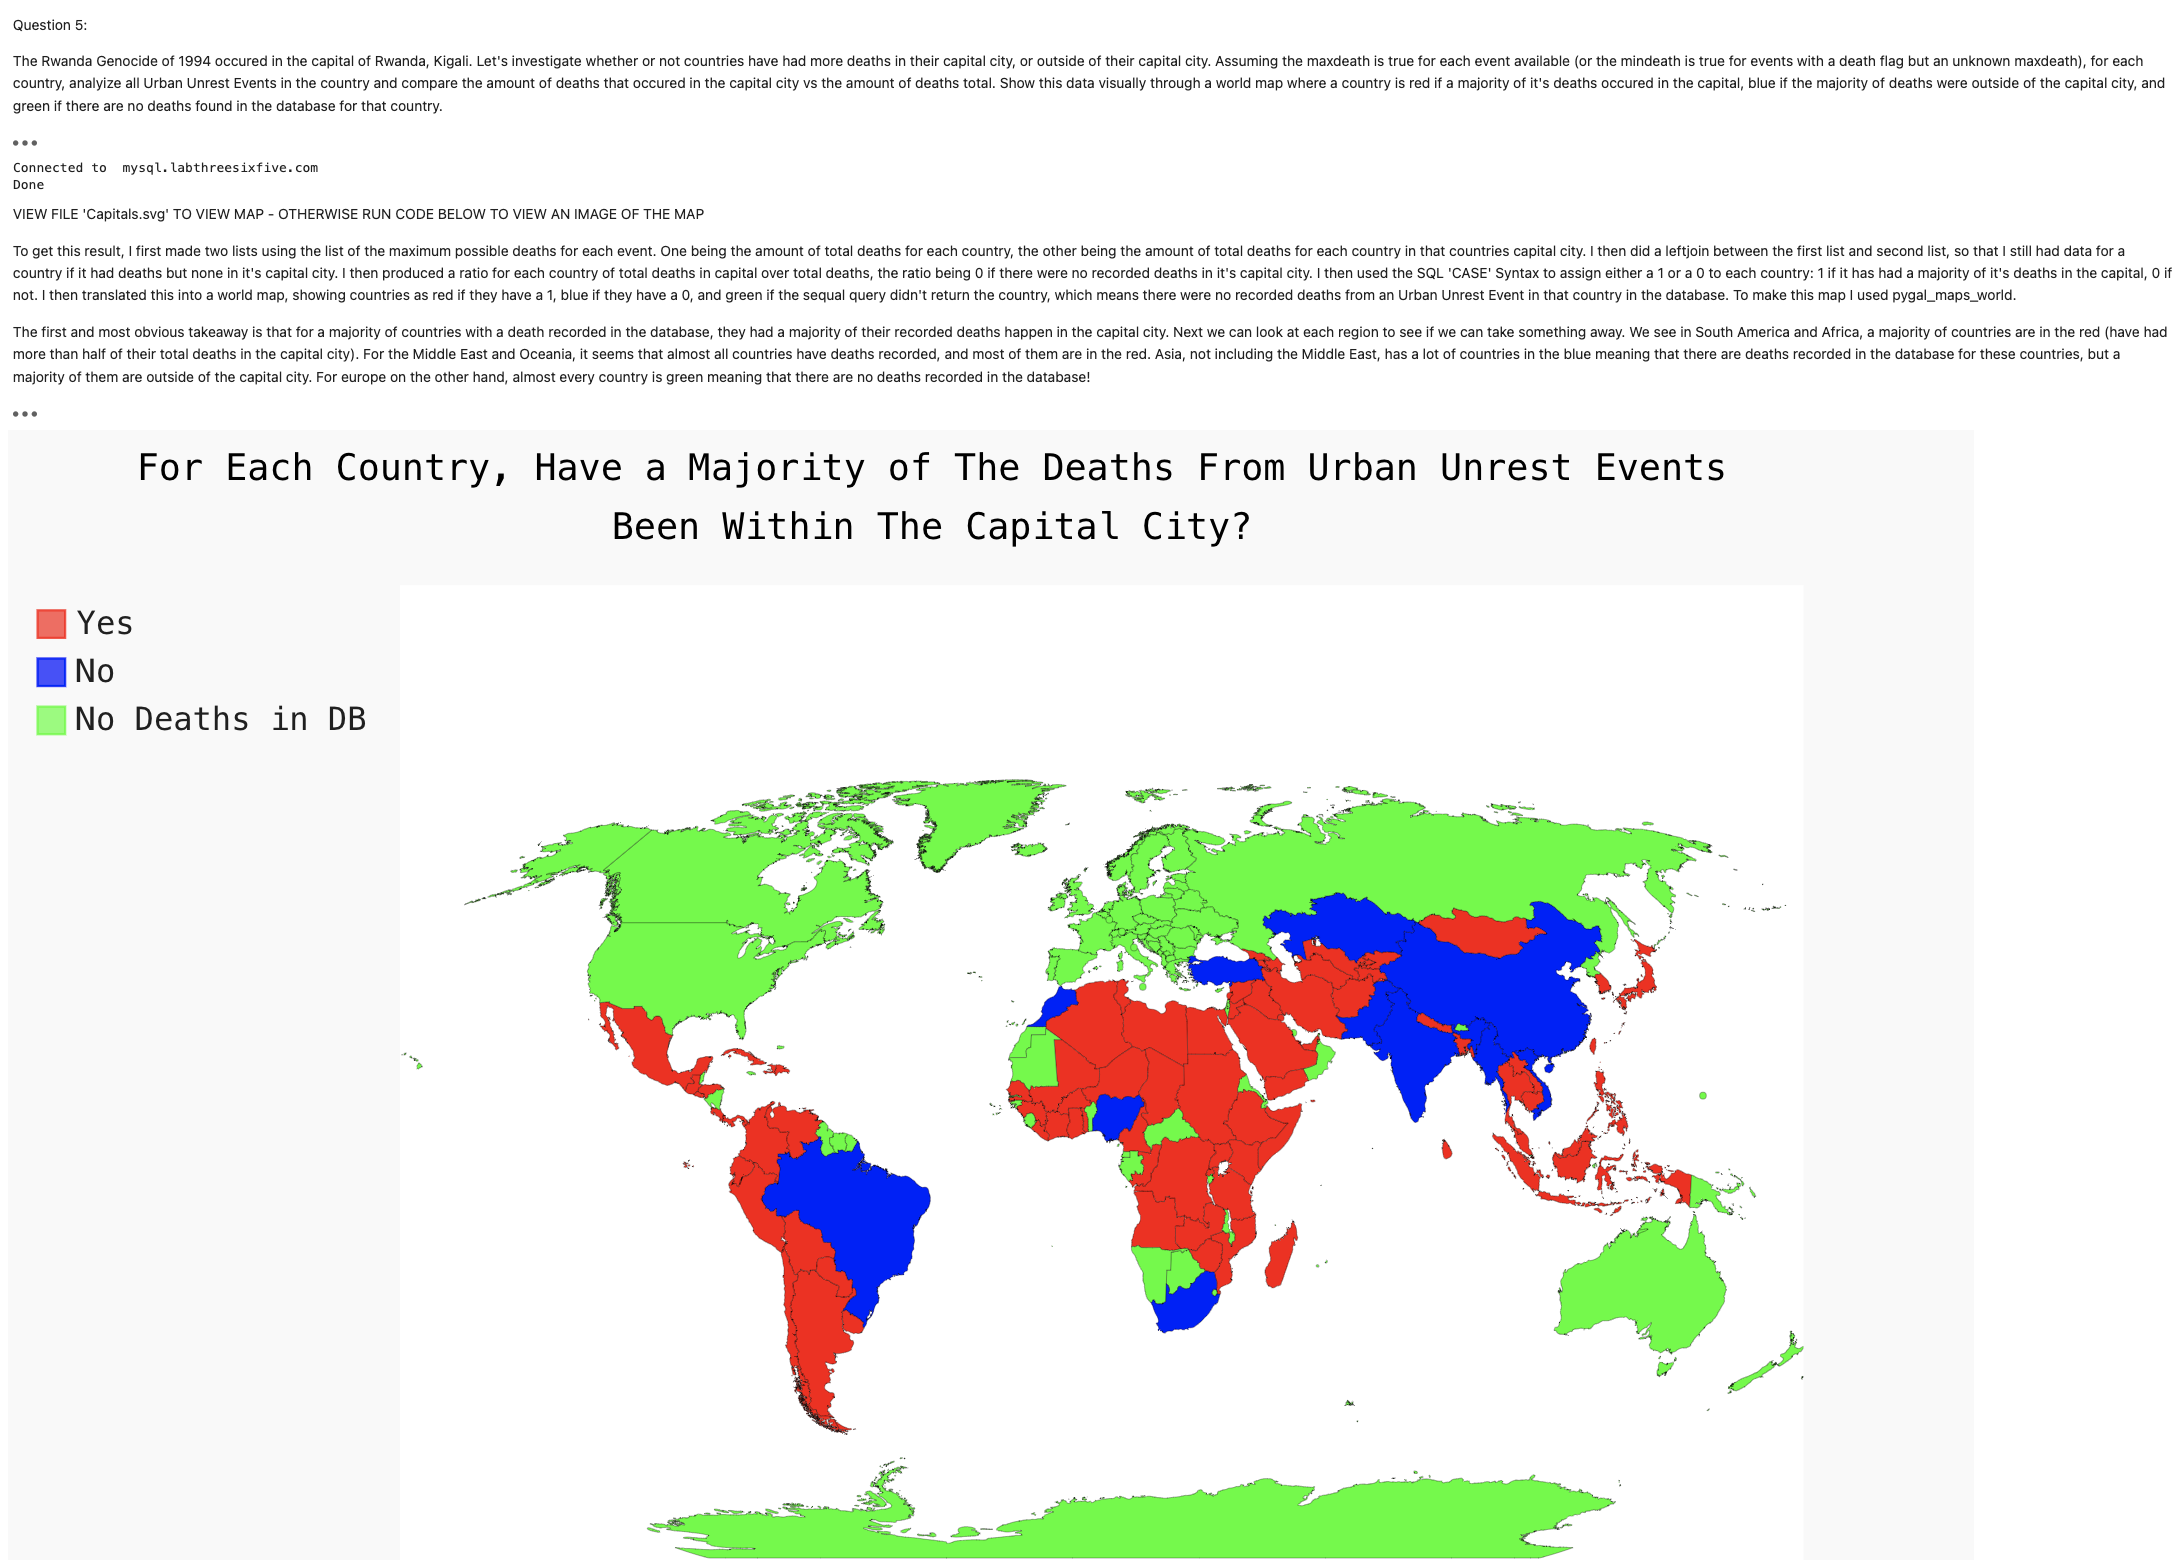 Question 5:
The Rwanda Genocide of 1994 occured in the capital of Rwanda, Kigali. Let's investigate whether or not countries have had more deaths in their capital city, or outside of their capital city. Assuming the maxdeath is true for each event available (or the mindeath is true for events with a death flag but an unknown maxdeath), for each
country, analyize all Urban Unrest Events in the country and compare the amount of deaths that occured in the capital city vs the amount of deaths total. Show this data visually through a world map where a country is red if a majority of it's deaths occured in the capital, blue if the majority of deaths were outside of the capital city, and
green if there are no deaths found in the database for that country.
Connected to  mysql.labthreesixfive.com
Done
VIEW FILE 'Capitals.svg' TO VIEW MAP - OTHERWISE RUN CODE BELOW TO VIEW AN IMAGE OF THE MAP
To get this result, I first made two lists using the list of the maximum possible deaths for each event. One being the amount of total deaths for each country, the other being the amount of total deaths for each country in that countries capital city. I then did a leftjoin between the first list and second list, so that I still had data for a
country if it had deaths but none in it's capital city. I then produced a ratio for each country of total deaths in capital over total deaths, the ratio being 0 if there were no recorded deaths in it's capital city. I then used the SQL 'CASE' Syntax to assign either a 1 or a 0 to each country: 1 if it has had a majority of it's deaths in the capital, 0 if
not. I then translated this into a world map, showing countries as red if they have a 1, blue if they have a 0, and green if the sequal query didn't return the country, which means there were no recorded deaths from an Urban Unrest Event in that country in the database. To make this map I used pygal_maps_world.
The first and most obvious takeaway is that for a majority of countries with a death recorded in the database, they had a majority of their recorded deaths happen in the capital city. Next we can look at each region to see if we can take something away. We see in South America and Africa, a majority of countries are in the red (have had
more than half of their total deaths in the capital city). For the Middle East and Oceania, it seems that almost all countries have deaths recorded, and most of them are in the red. Asia, not including the Middle East, has a lot of countries in the blue meaning that there are deaths recorded in the database for these countries, but a
majority of them are outside of the capital city. For europe on the other hand, almost every country is green meaning that there are no deaths recorded in the database!
For Each Country, Have a Majority of The Deaths From Urban Unrest Events
Been Within The Capital City?
Yes
No
No Deaths in DB